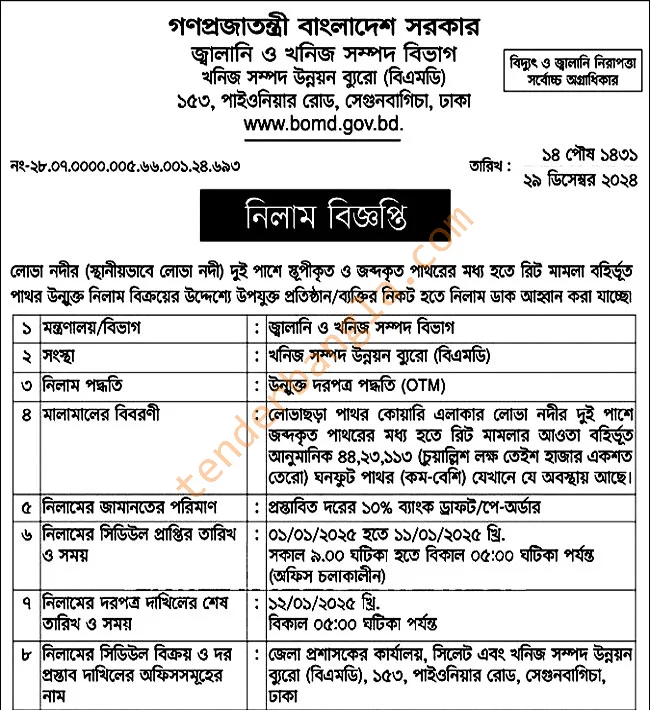 গণপ্রজাতন্ত্রী বাংলাদেশ সরকার
জ্বালানি ও খনিজ সম্পদ বিভাগ
খনিজ সম্পদ উন্নয়ন ব্যুরো (বিএমডি)
১৫৩, পাইওনিয়ার রোড, সেগুনবাগিচা, ঢাকা
www.bomd.gov.bd.
বিদ্যুৎ ও জ্বালানি নিরাপত্তা
সর্বোচ্চ অগ্রাধিকার
নং-২৮.০৭.০০০০.০০৫.৬৬.০০১.২৪.৬৯৩
তারিখ :
১৪ পৌষ ১৪৩১
২৯ ডিসেম্বর ২০২৪
নিলাম বিজ্ঞপ্তি
লোভা নদীর (স্থানীয়ভাবে লোভা নদী) দুই পাশে স্তূপীকৃত ও জব্দকৃত পাথরের মধ্য হতে রিট মামলা বহির্ভূত
পাথর উন্মুক্ত নিলাম বিক্রয়ের উদ্দেশ্যে উপযুক্ত প্রতিষ্ঠান/ব্যক্তির নিকট হতে নিলাম ডাক আহ্বান করা যাচ্ছে।
১ মন্ত্রণালয়/বিভাগ : জ্বালানি ও খনিজ সম্পদ বিভাগ
২ সংস্থা : খনিজ সম্পদ উন্নয়ন ব্যুরো (বিএমডি)
৩ নিলাম পদ্ধতি : উন্মুক্ত দরপত্র পদ্ধতি (OTM)
৪ মালামালের বিবরণী : লোভাছড়া পাথর কোয়ারি এলাকার লোভা নদীর দুই পাশে
জব্দকৃত পাথরের মধ্য হতে রিট মামলার আওতা বহির্ভূত
আনুমানিক ৪৪,২৩,১১৩ (চুয়াল্লিশ লক্ষ তেইশ হাজার একশত
তেরো) ঘনফুট পাথর (কম-বেশি) যেখানে যে অবস্থায় আছে।
৫ নিলামের জামানতের পরিমাণ : প্রস্তাবিত দরের ১০% ব্যাংক ড্রাফট/পে-অর্ডার
৬ নিলামের সিডিউল প্রাপ্তির তারিখ : ০১/০১/২০২৫ হতে ১১/০১/২০২৫ খ্রি.
ও সময় সকাল ৯.০০ ঘটিকা হতে বিকাল ০৫:০০ ঘটিকা পর্যন্ত
(অফিস চলাকালীন)
৭ নিলামের দরপত্র দাখিলের শেষ : ১২/০১/২০২৫ খ্রি.
তারিখ ও সময় বিকাল ০৫:০০ ঘটিকা পর্যন্ত
৮ নিলামের সিডিউল বিক্রয় ও দর : জেলা প্রশাসকের কার্যালয়, সিলেট এবং খনিজ সম্পদ উন্নয়ন
প্রস্তাব দাখিলের অফিসসমূহের ব্যুরো (বিএমডি), ১৫৩, পাইওনিয়ার রোড, সেগুনবাগিচা,
নাম ঢাকা
tenderbangla.com